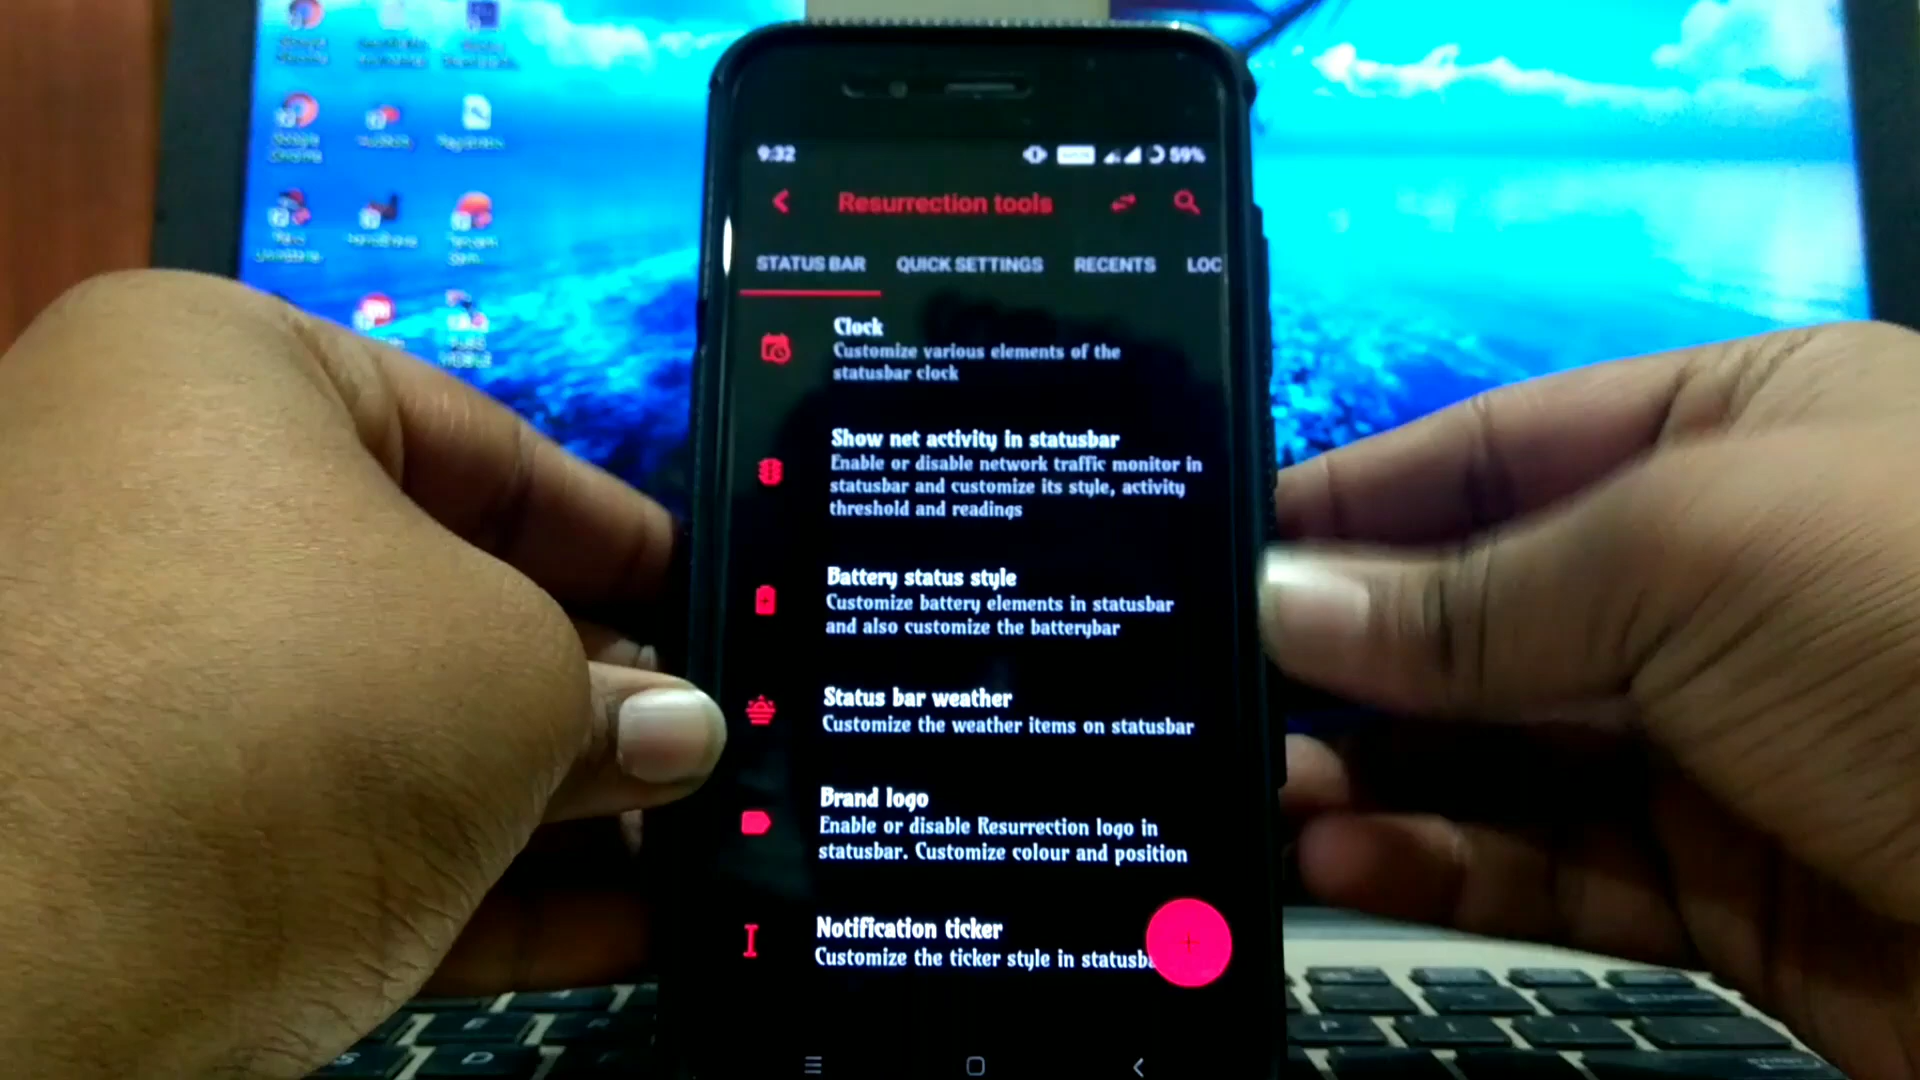 9:32
59%
Resurrection tools
STATUS BAR QUICK SETTINGS RECENTS LOC
Clock
Customize various elements of the
statusbar clock
Show net activity in statusbar
Enable or disable network traffic monitor in
statusbar and customize its style, activity
threshold and readings
Battery status style
Customize battery elements in statusbar
and also customize the batterybar
Status bar weather
Customize the weather items on statusbar
Brand logo
Enable or disable Resurrection logo in
statusbar. Customize colour and position
Notification ticker
Customize the ticker style in statusba
E
P
S
D